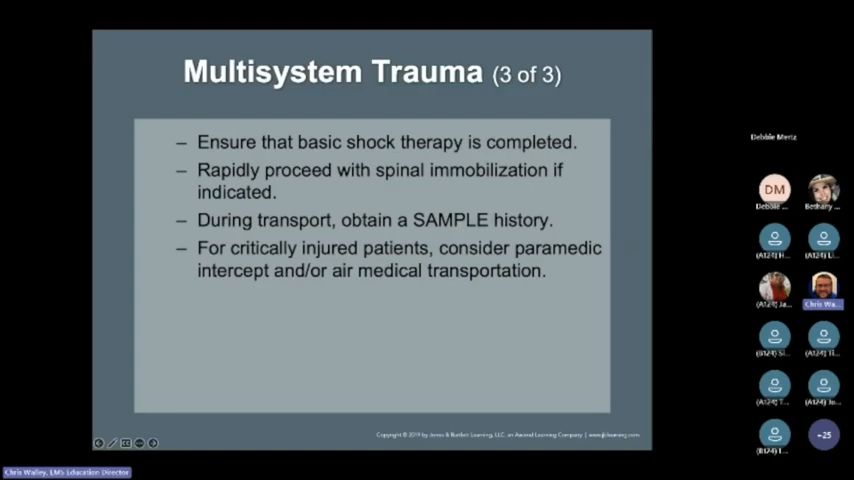 Multisystem Trauma (3 of 3)
– Ensure that basic shock therapy is completed.
– Rapidly proceed with spinal immobilization if
indicated.
– During transport, obtain a SAMPLE history.
– For critically injured patients, consider paramedic
intercept and/or air medical transportation.
Copyright © 2019 by Jones & Bartlett Learning, LLC, an Ascend Learning Company | www.jblearning.com
Debbie Mertz
DM
Debbie ...
Bethany ...
(A124) H...
(A124) Li...
(A124) Ja...
Chris Wa...
(B124) Si...
(A124) Ti...
(A124) T...
(A124) Jo...
+25
Chris Walley, LMS Education Director